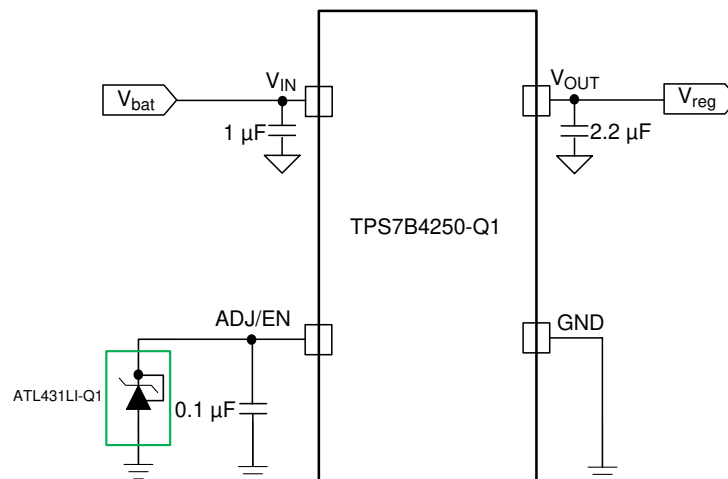 V_IN
V_OUT
V_bat
V_reg
1 µF
2.2 µF
TPS7B4250-Q1
ADJ/EN
GND
ATL431LI-Q1
0.1 µF